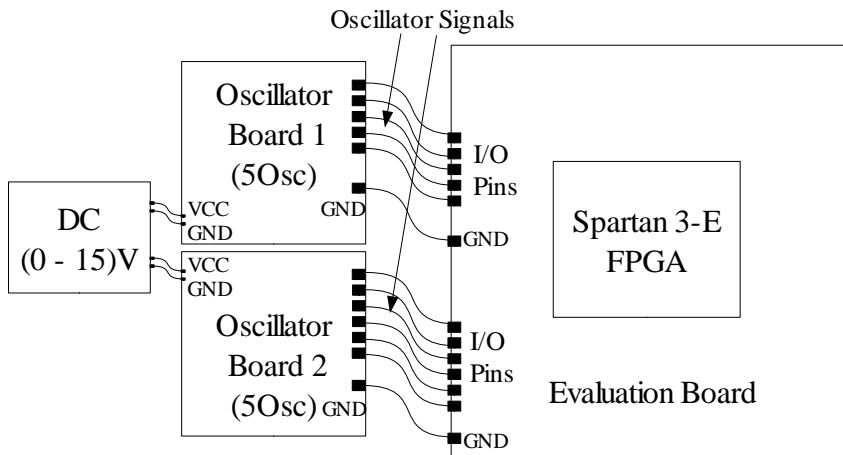 Oscillator Signals
Oscillator
Board 1
(5Osc)
VCC
GND
GND
I/O
Pins
GND
DC
(0 - 15)V
VCC
GND
Oscillator
Board 2
(5Osc)
GND
I/O
Pins
GND
Spartan 3-E
FPGA
Evaluation Board